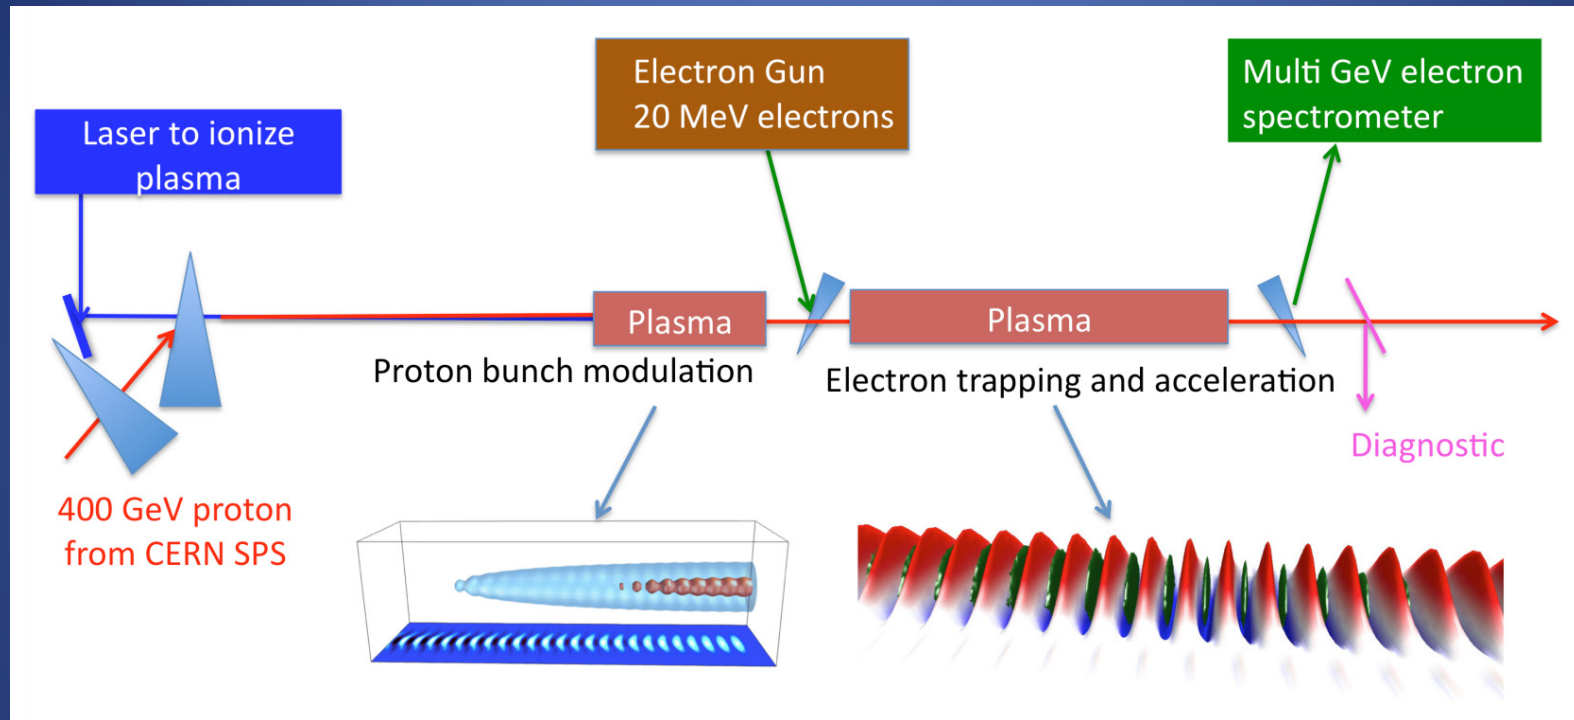 Laser to ionize
plasma
Electron Gun
20 MeV electrons
Multi GeV electron
spectrometer
Plasma
Plasma
Proton bunch modulation
Electron trapping and acceleration
Diagnostic
400 GeV proton
from CERN SPS